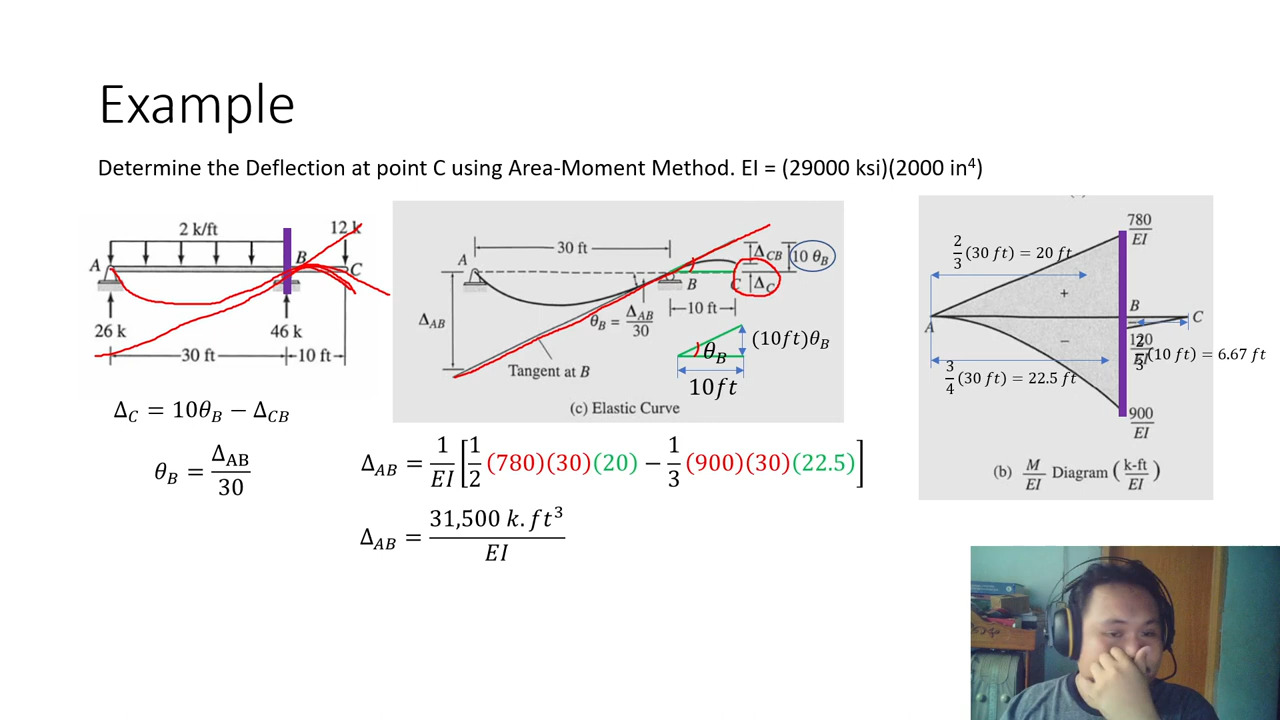 Example
Determine the Deflection at point C using Area-Moment Method. EI = (29000 ksi)(2000 in⁴)
2 k/ft
12 k
A
B
C
26 k
46 k
30 ft
10 ft
Δ_C = 10θ_B − Δ_CB
θ_B = Δ_AB / 30
30 ft
A
Δ_CB
10 θ_B
B
C
Δ_C
Δ_AB
θ_B = Δ_AB / 30
10 ft
Tangent at B
θ_B
(10ft)θ_B
10ft
(c) Elastic Curve
Δ_AB = 1/EI [1/2 (780)(30)(20) − 1/3 (900)(30)(22.5)]
Δ_AB = 31,500 k.ft³ / EI
780/EI
2/3 (30 ft) = 20 ft
+
A
B
C
−
−
120
2/3 (10 ft) = 6.67 ft
3/4 (30 ft) = 22.5 ft
900/EI
(b) M/EI Diagram (k-ft/EI)